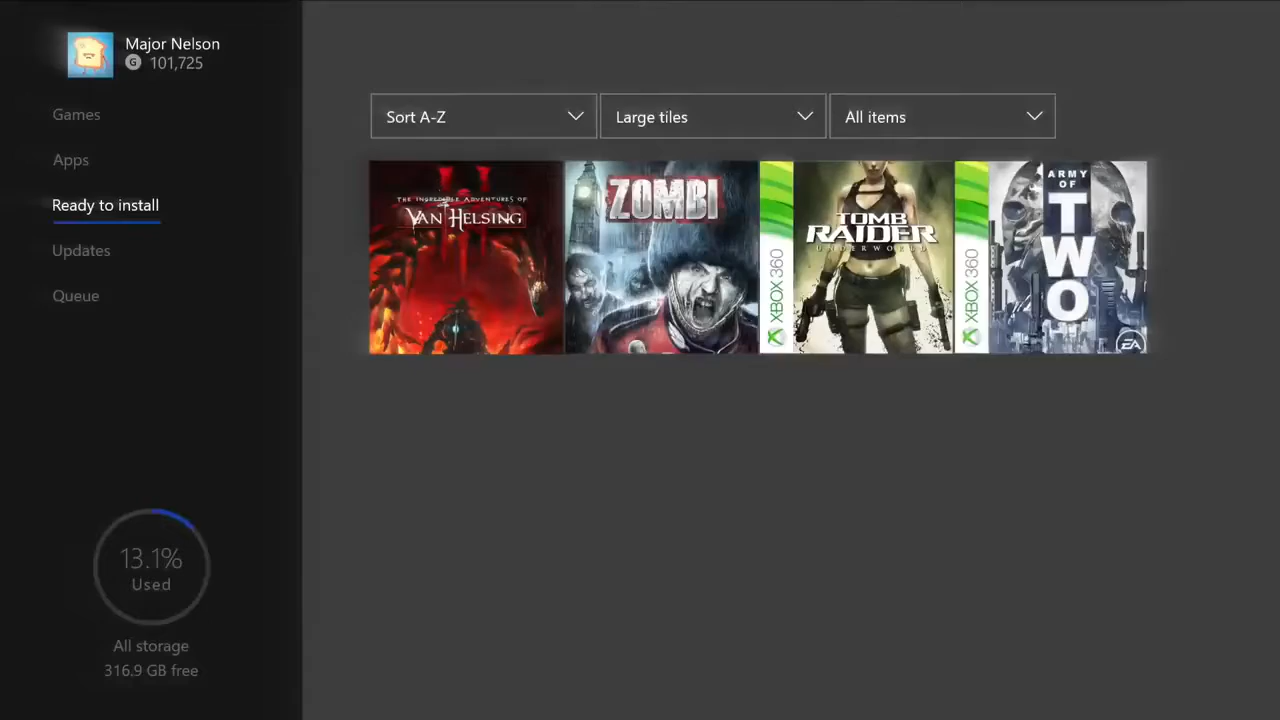 Major Nelson
G 101,725
Games
Apps
Ready to install
Updates
Queue
13.1%
Used
All storage
316.9 GB free
Sort A-Z
Large tiles
All items
THE INCREDIBLE ADVENTURES OF
VAN HELSING
III
ZOMBI
XBOX 360
TOMB
RAIDER
UNDERWORLD
XBOX 360
ARMY
OF
TWO
EA